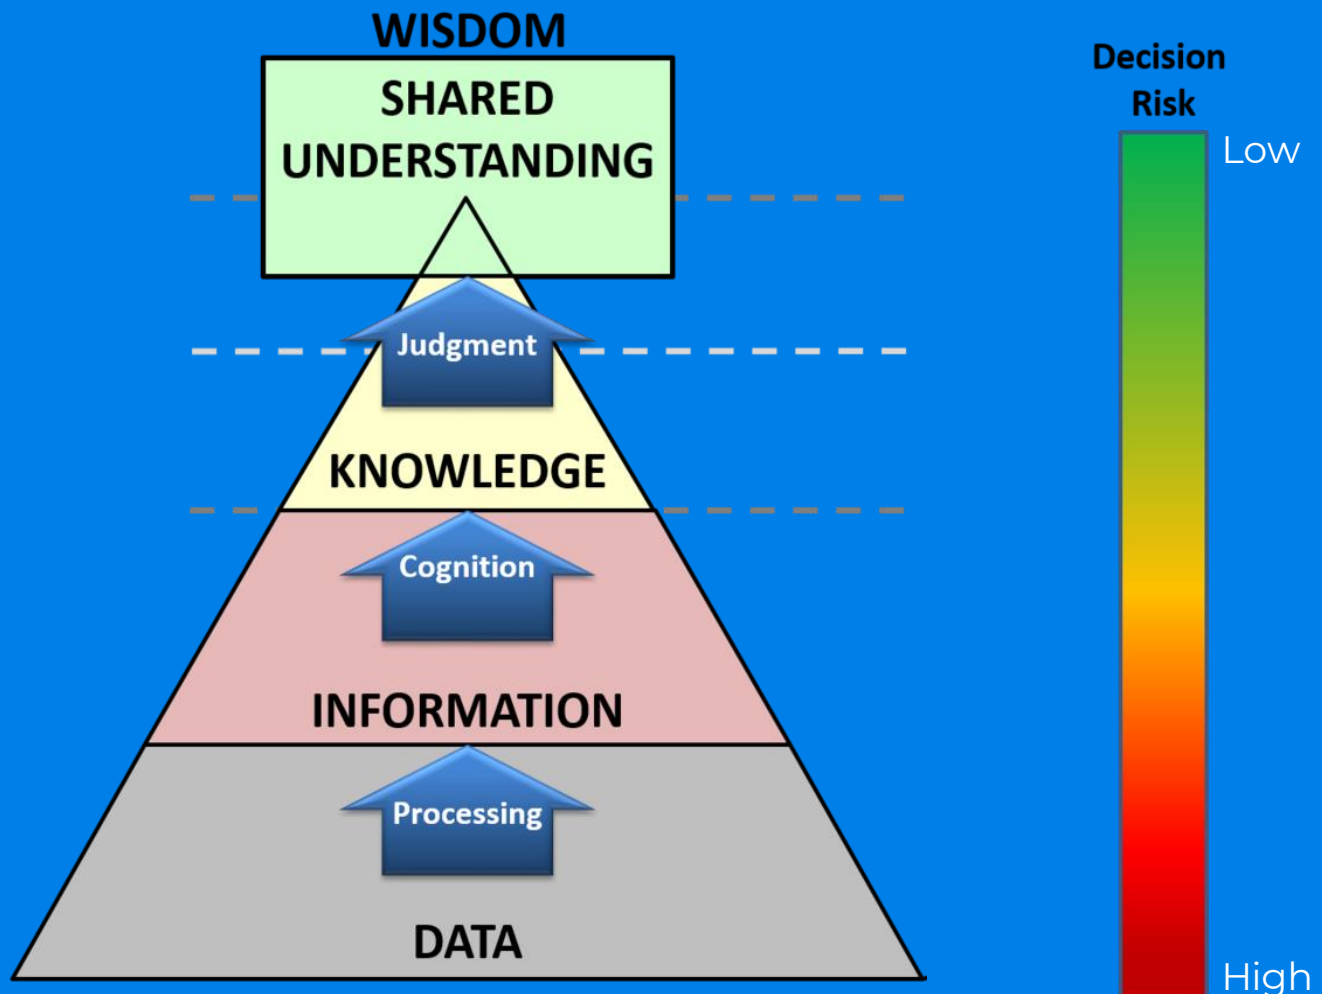 WISDOM
SHARED
UNDERSTANDING
Judgment
KNOWLEDGE
Cognition
INFORMATION
Processing
DATA
Decision
Risk
Low
High